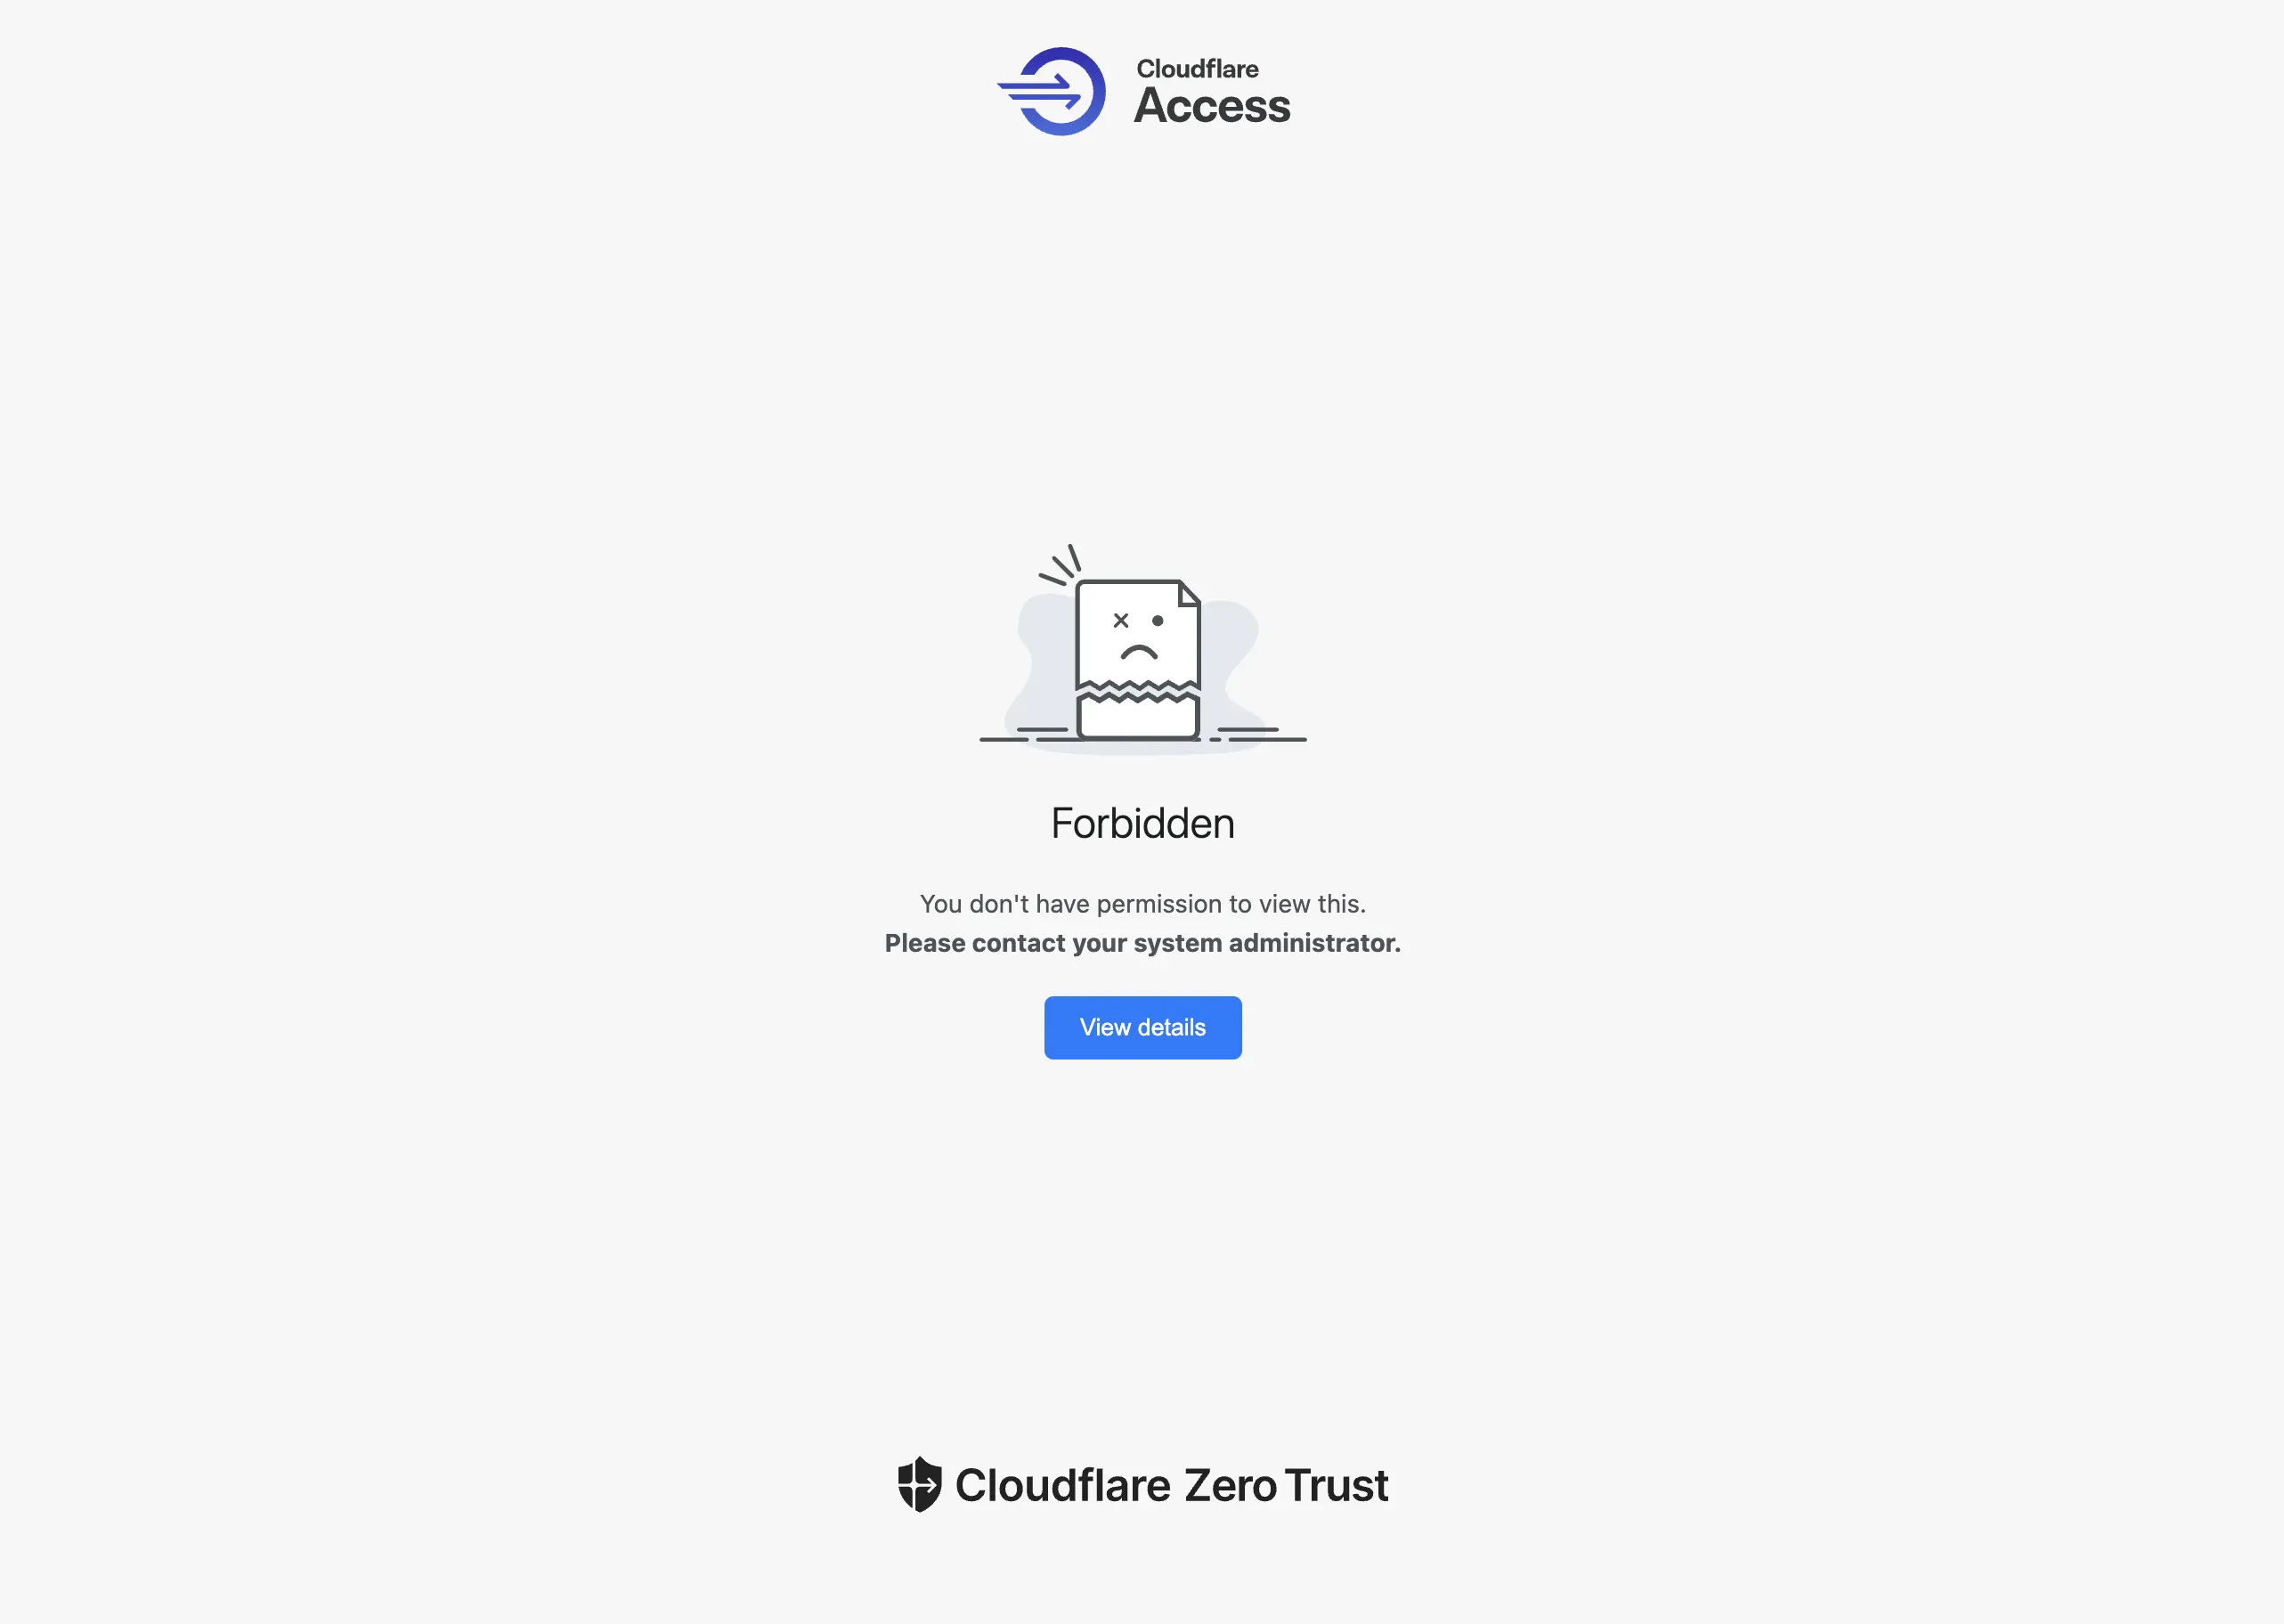 Cloudflare
Access
Forbidden
You don't have permission to view this.
Please contact your system administrator.
View details
Cloudflare Zero Trust